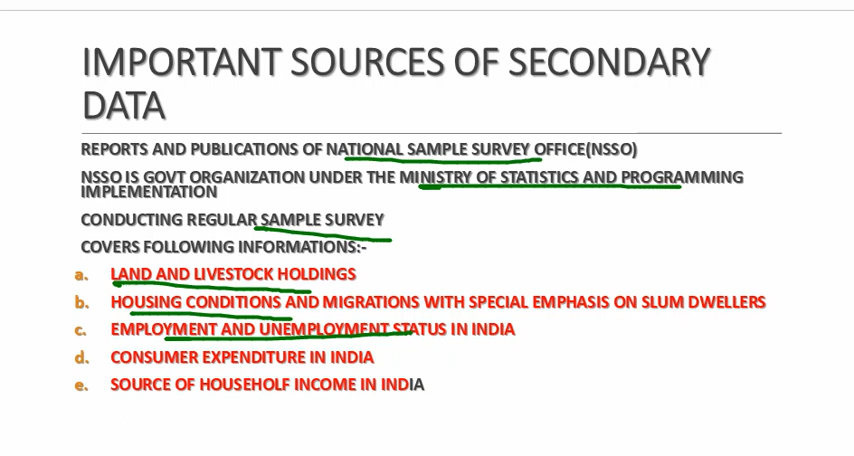 IMPORTANT SOURCES OF SECONDARY
DATA
REPORTS AND PUBLICATIONS OF NATIONAL SAMPLE SURVEY OFFICE(NSSO)
NSSO IS GOVT ORGANIZATION UNDER THE MINISTRY OF STATISTICS AND PROGRAMMING
IMPLEMENTATION
CONDUCTING REGULAR SAMPLE SURVEY
COVERS FOLLOWING INFORMATIONS:-
a. LAND AND LIVESTOCK HOLDINGS
b. HOUSING CONDITIONS AND MIGRATIONS WITH SPECIAL EMPHASIS ON SLUM DWELLERS
c. EMPLOYMENT AND UNEMPLOYMENT STATUS IN INDIA
d. CONSUMER EXPENDITURE IN INDIA
e. SOURCE OF HOUSEHOLF INCOME IN INDIA